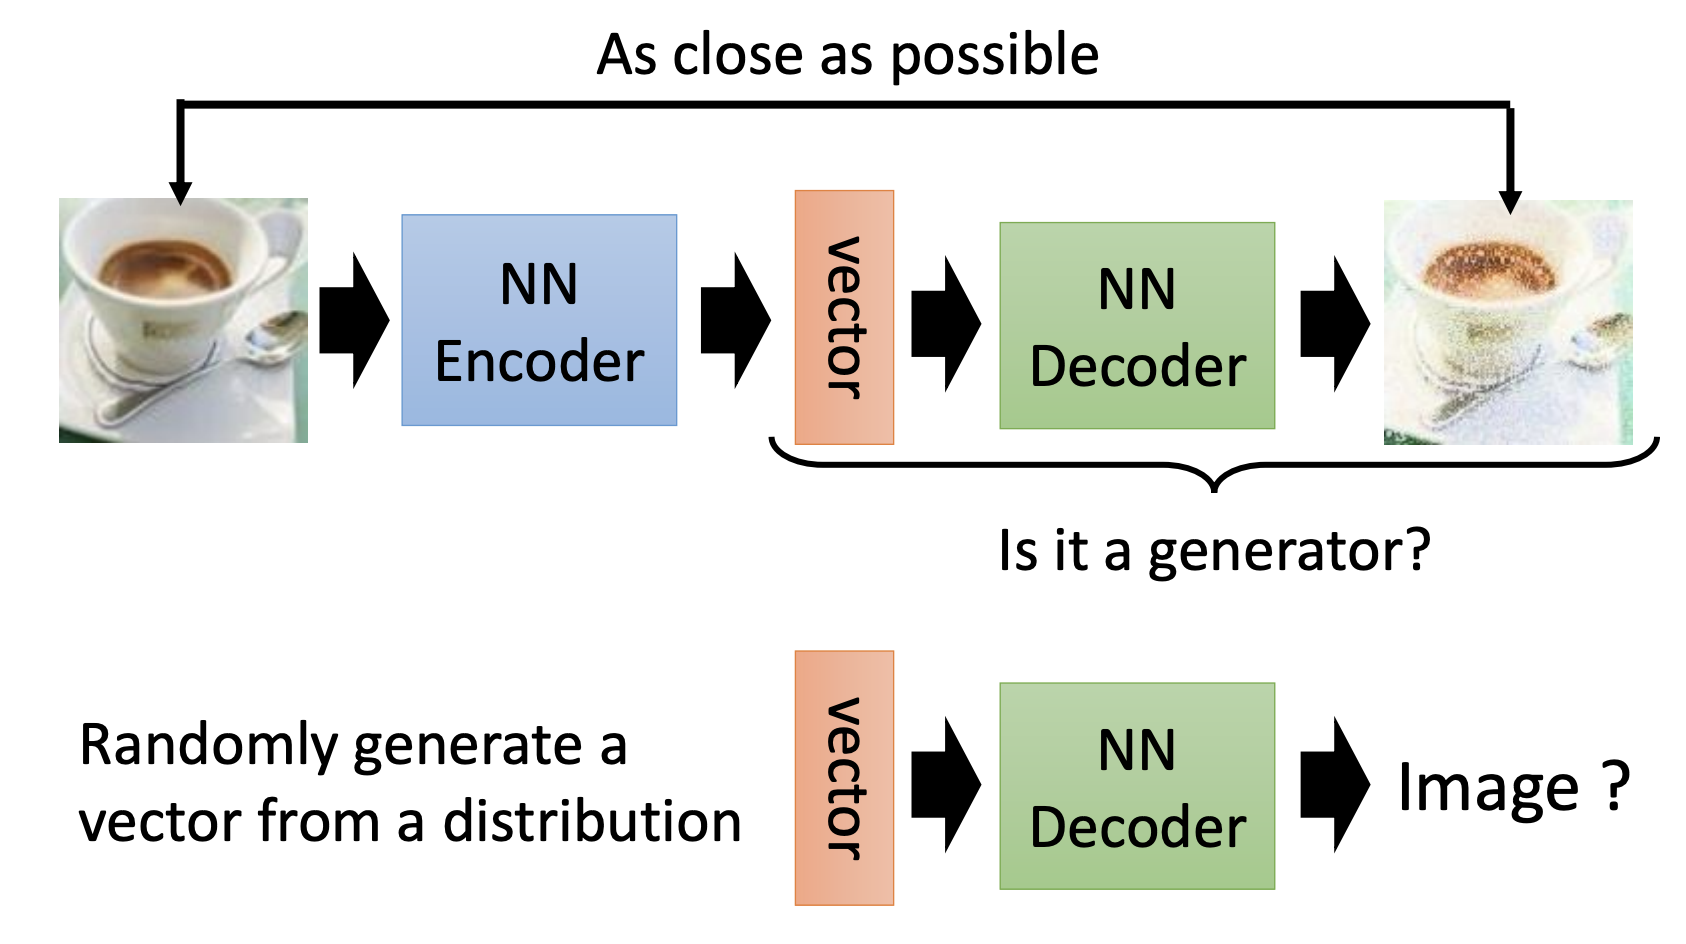 As close as possible
NN
Encoder
vector
NN
Decoder
Is it a generator?
Randomly generate a
vector from a distribution
vector
NN
Decoder
Image ?